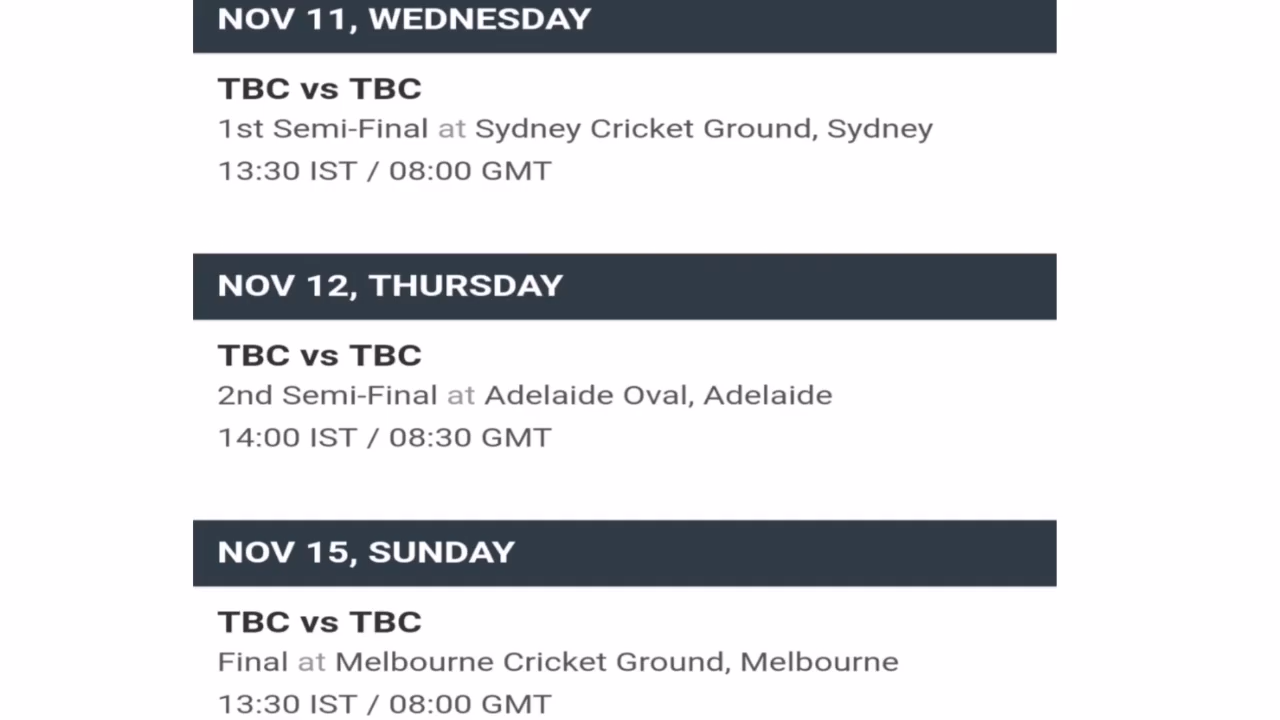 NOV 11, WEDNESDAY
TBC vs TBC
1st Semi-Final at Sydney Cricket Ground, Sydney
13:30 IST / 08:00 GMT
NOV 12, THURSDAY
TBC vs TBC
2nd Semi-Final at Adelaide Oval, Adelaide
14:00 IST / 08:30 GMT
NOV 15, SUNDAY
TBC vs TBC
Final at Melbourne Cricket Ground, Melbourne
13:30 IST / 08:00 GMT